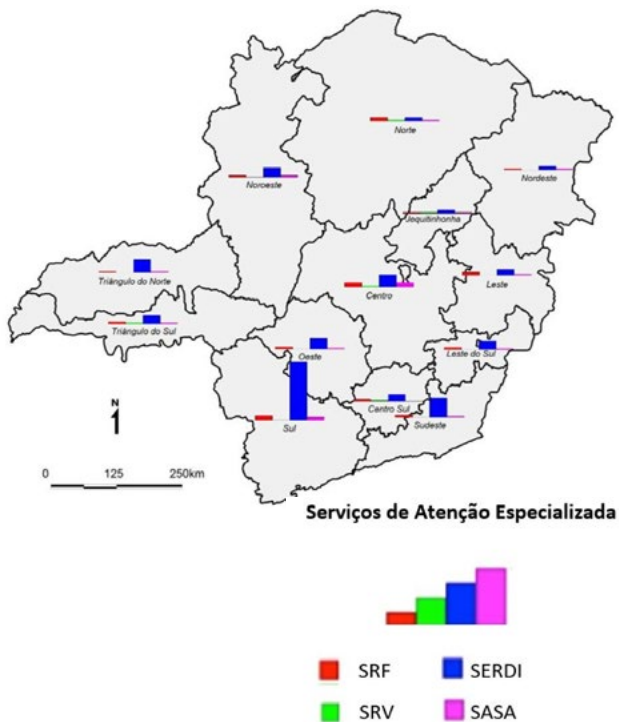 Norte
Noroeste
Nordeste
Jequitinhonha
Triângulo do Norte
Centro
Leste
Triângulo do Sul
Oeste
Leste do Sul
Centro Sul
Sul
Sudeste
N
0 125 250km
Serviços de Atenção Especializada
SRF SERDI
SRV SASA